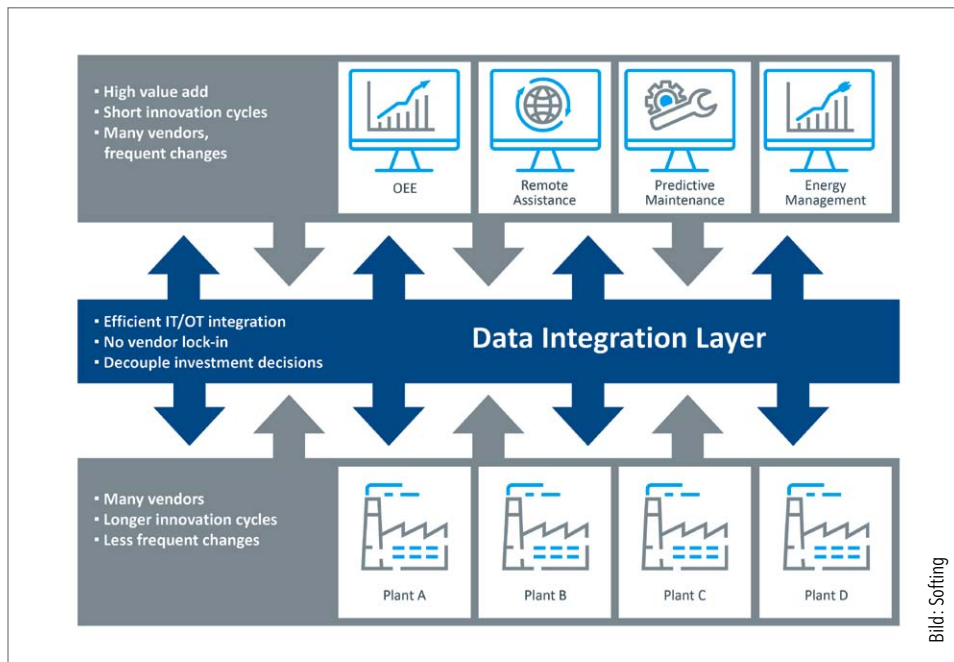 ▪ High value add
▪ Short innovation cycles
▪ Many vendors,
frequent changes
OEE
Remote
Assistance
Predictive
Maintenance
Energy
Management
▪ Efficient IT/OT integration
▪ No vendor lock-in
▪ Decouple investment decisions
Data Integration Layer
▪ Many vendors
▪ Longer innovation cycles
▪ Less frequent changes
Plant A
Plant B
Plant C
Plant D
Bild: Softing